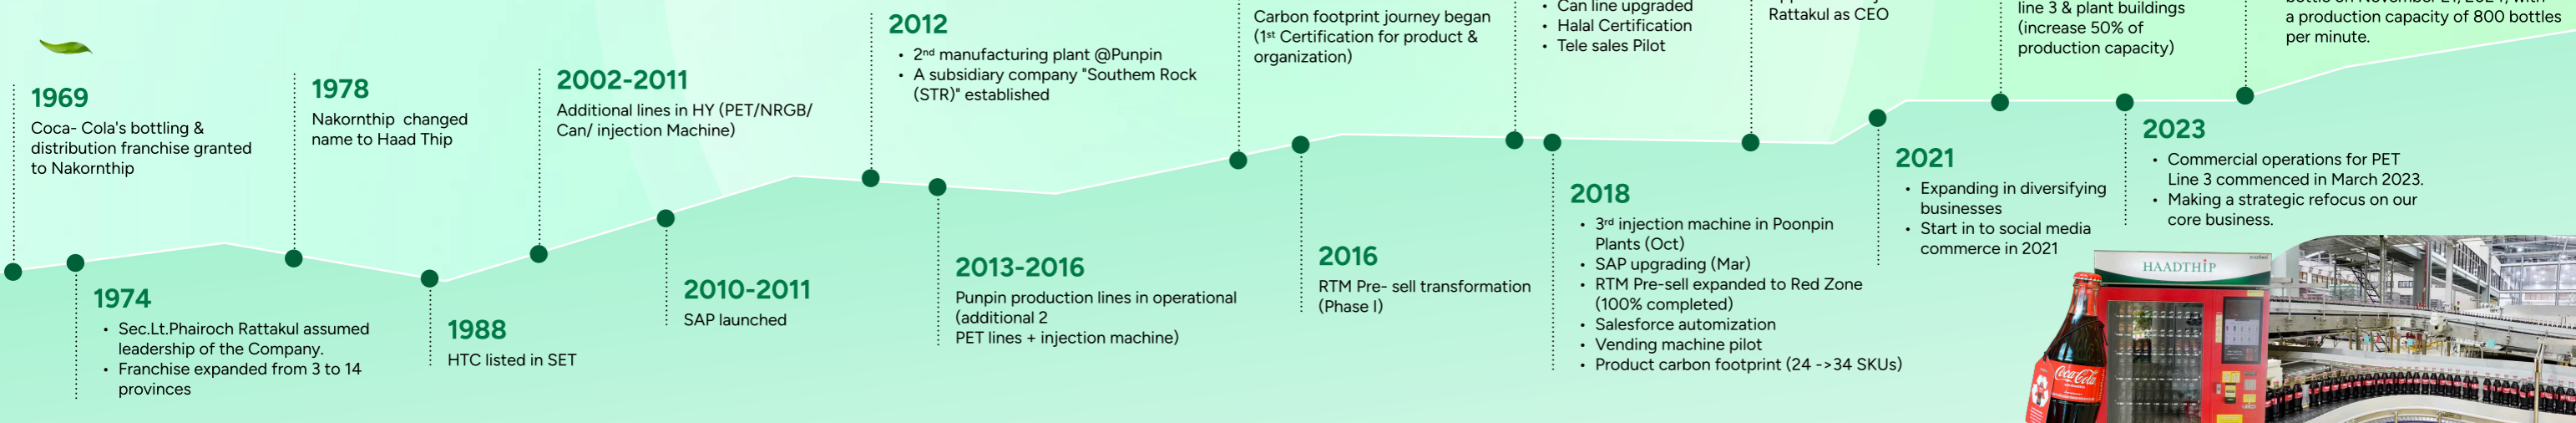 1969
Coca- Cola's bottling &
distribution franchise granted
to Nakornthip
1974
• Sec.Lt.Phairoch Rattakul assumed
leadership of the Company.
• Franchise expanded from 3 to 14
provinces
1978
Nakornthip changed
name to Haad Thip
1988
HTC listed in SET
2002-2011
Additional lines in HY (PET/NRGB/
Can/ injection Machine)
2010-2011
SAP launched
2012
• 2nd manufacturing plant @Punpin
• A subsidiary company "Southem Rock
(STR)" established
2013-2016
Punpin production lines in operational
(additional 2
PET lines + injection machine)
Carbon footprint journey began
(1st Certification for product &
organization)
2016
RTM Pre- sell transformation
(Phase I)
• Can line upgraded
• Halal Certification
• Tele sales Pilot
2018
• 3rd injection machine in Poonpin
Plants (Oct)
• SAP upgrading (Mar)
• RTM Pre-sell expanded to Red Zone
(100% completed)
• Salesforce automization
• Vending machine pilot
• Product carbon footprint (24 ->34 SKUs)
Rattakul as CEO
2021
• Expanding in diversifying
businesses
• Start in to social media
commerce in 2021
line 3 & plant buildings
(increase 50% of
production capacity)
2023
• Commercial operations for PET
Line 3 commenced in March 2023.
• Making a strategic refocus on our
core business.
a production capacity of 800 bottles
per minute.
HAADTHIP
Coca-Cola